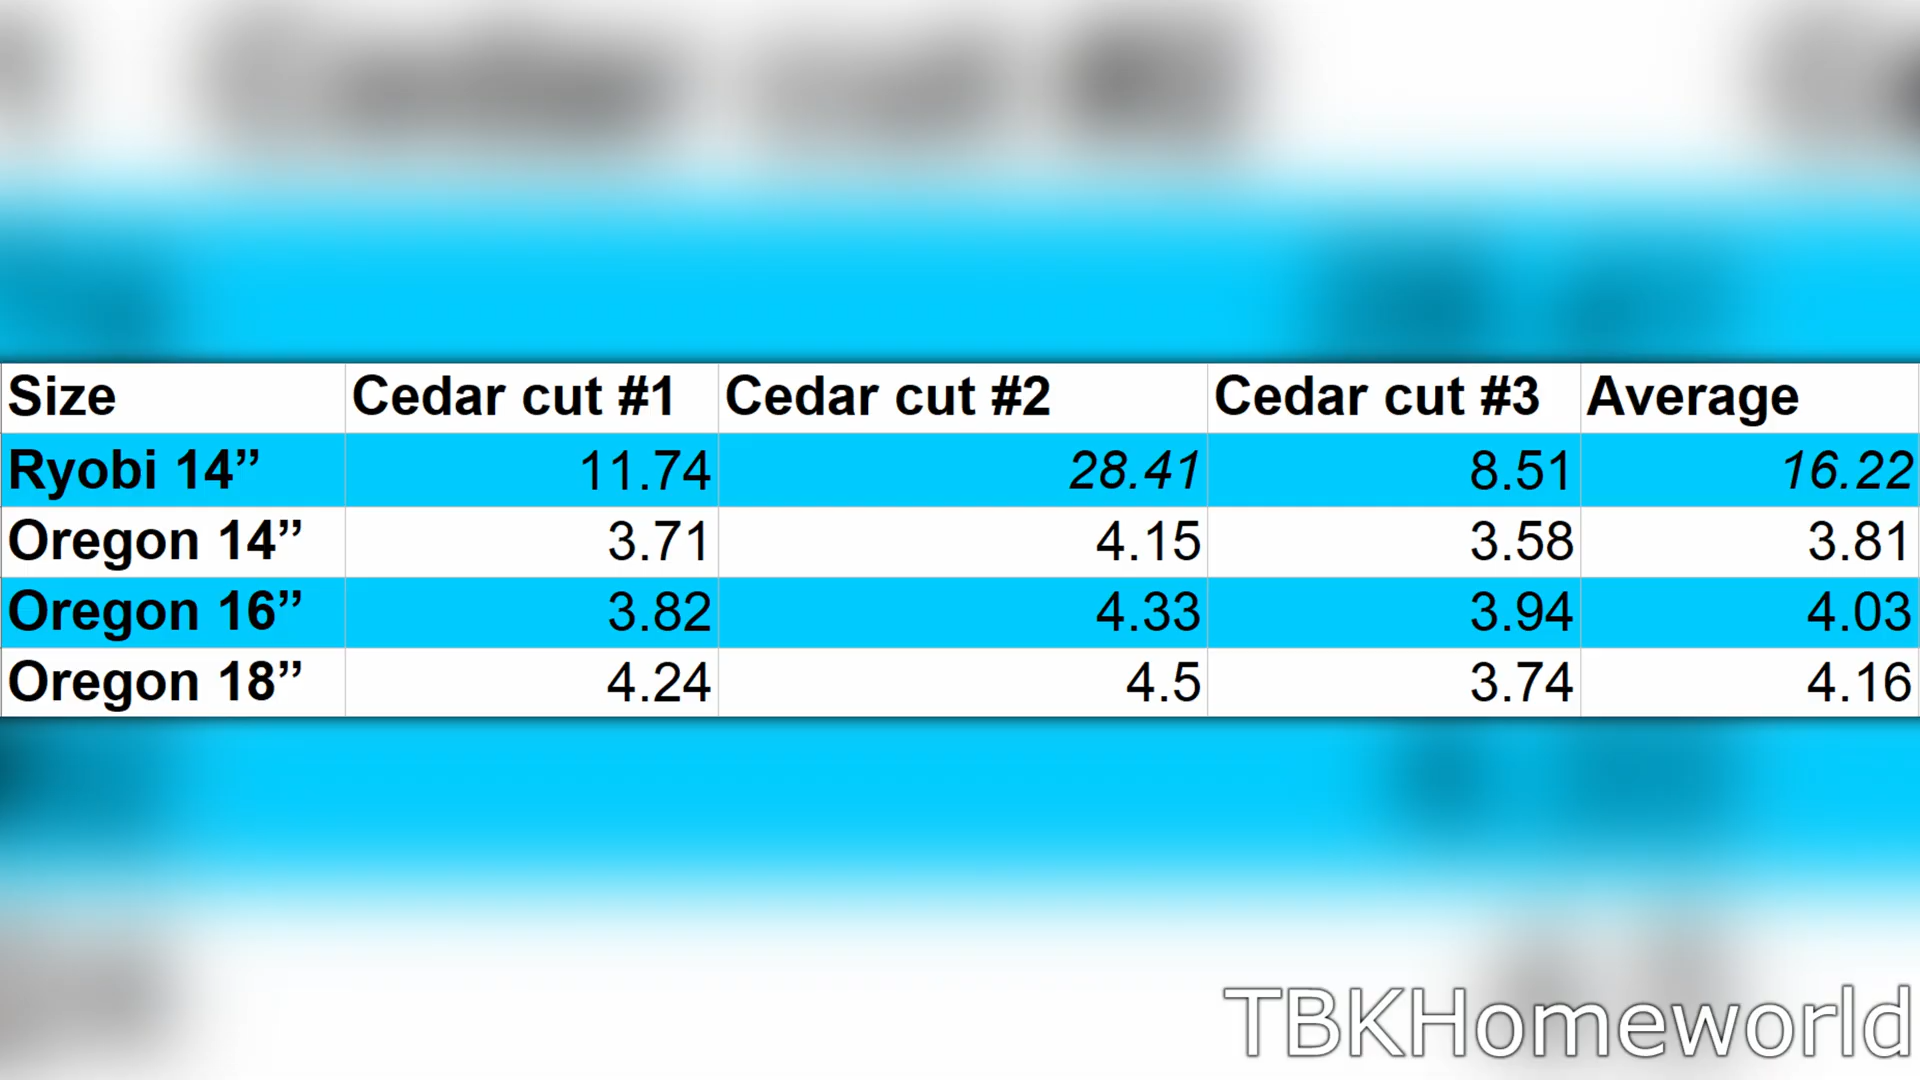 Size Cedar cut #1 Cedar cut #2 Cedar cut #3 Average
Ryobi 14” 11.74 28.41 8.51 16.22
Oregon 14” 3.71 4.15 3.58 3.81
Oregon 16” 3.82 4.33 3.94 4.03
Oregon 18” 4.24 4.5 3.74 4.16
TBKHomeworld